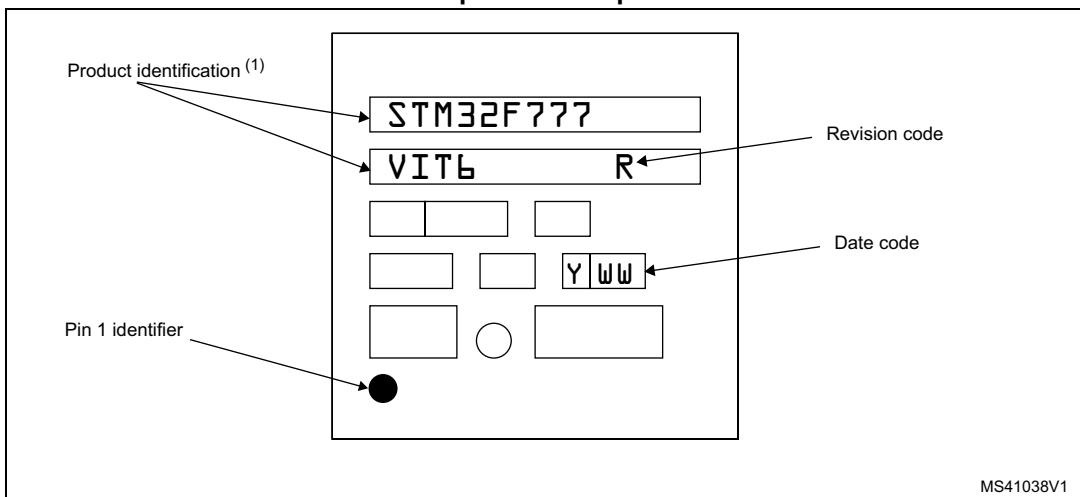 Product identification (1)
STM32F777
Revision code
VIT6 R
Date code
Y WW
Pin 1 identifier
MS41038V1